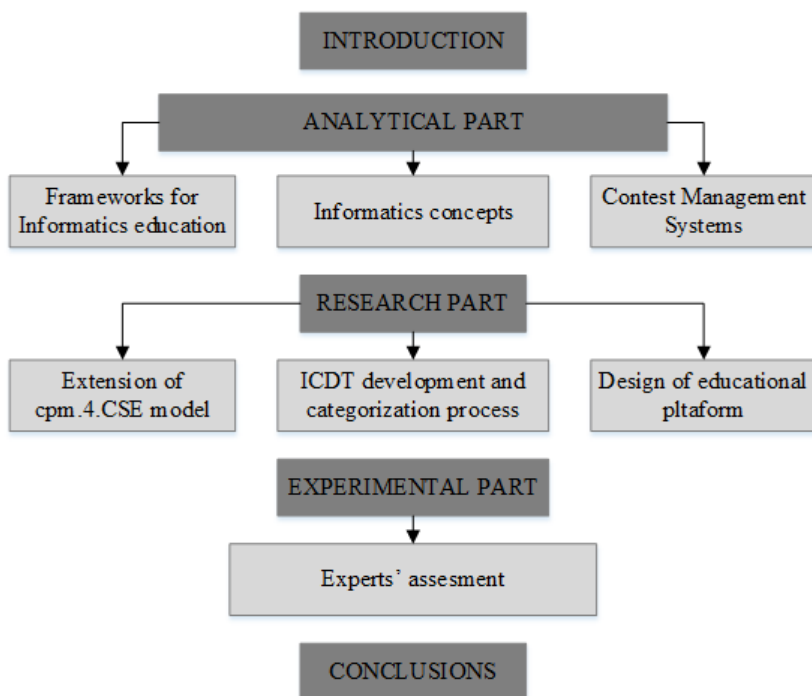 INTRODUCTION
ANALYTICAL PART
Frameworks for
Informatics education
Informatics concepts
Contest Management
Systems
RESEARCH PART
Extension of
cpm.4.CSE model
ICDT development and
categorization process
Design of educational
pltaform
EXPERIMENTAL PART
Experts’ assesment
CONCLUSIONS